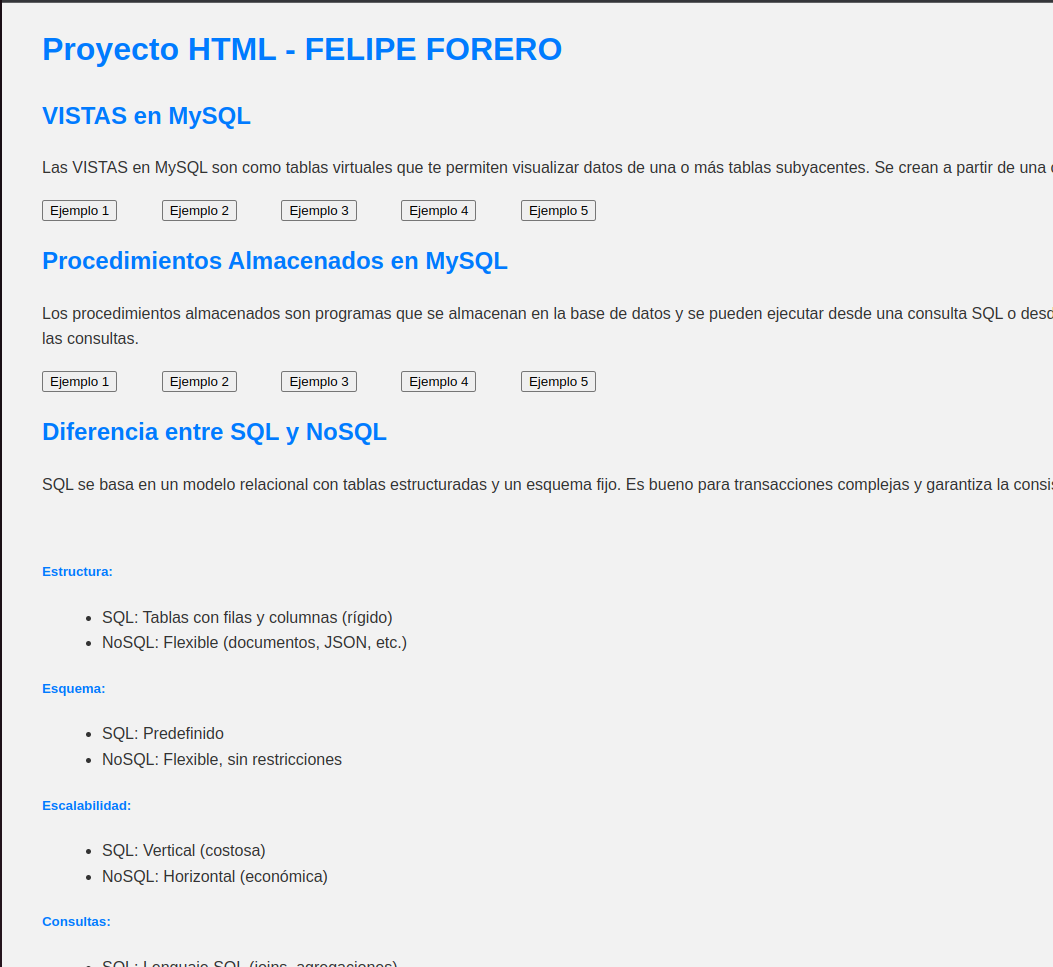 Proyecto HTML - FELIPE FORERO
VISTAS en MySQL
Las VISTAS en MySQL son como tablas virtuales que te permiten visualizar datos de una o más tablas subyacentes. Se crean a partir de una
Ejemplo 1 Ejemplo 2 Ejemplo 3 Ejemplo 4 Ejemplo 5
Procedimientos Almacenados en MySQL
Los procedimientos almacenados son programas que se almacenan en la base de datos y se pueden ejecutar desde una consulta SQL o desd
las consultas.
Ejemplo 1 Ejemplo 2 Ejemplo 3 Ejemplo 4 Ejemplo 5
Diferencia entre SQL y NoSQL
SQL se basa en un modelo relacional con tablas estructuradas y un esquema fijo. Es bueno para transacciones complejas y garantiza la consis
Estructura:
• SQL: Tablas con filas y columnas (rígido)
• NoSQL: Flexible (documentos, JSON, etc.)
Esquema:
• SQL: Predefinido
• NoSQL: Flexible, sin restricciones
Escalabilidad:
• SQL: Vertical (costosa)
• NoSQL: Horizontal (económica)
Consultas:
• SQL: Lenguaje SQL (joins, agregaciones)